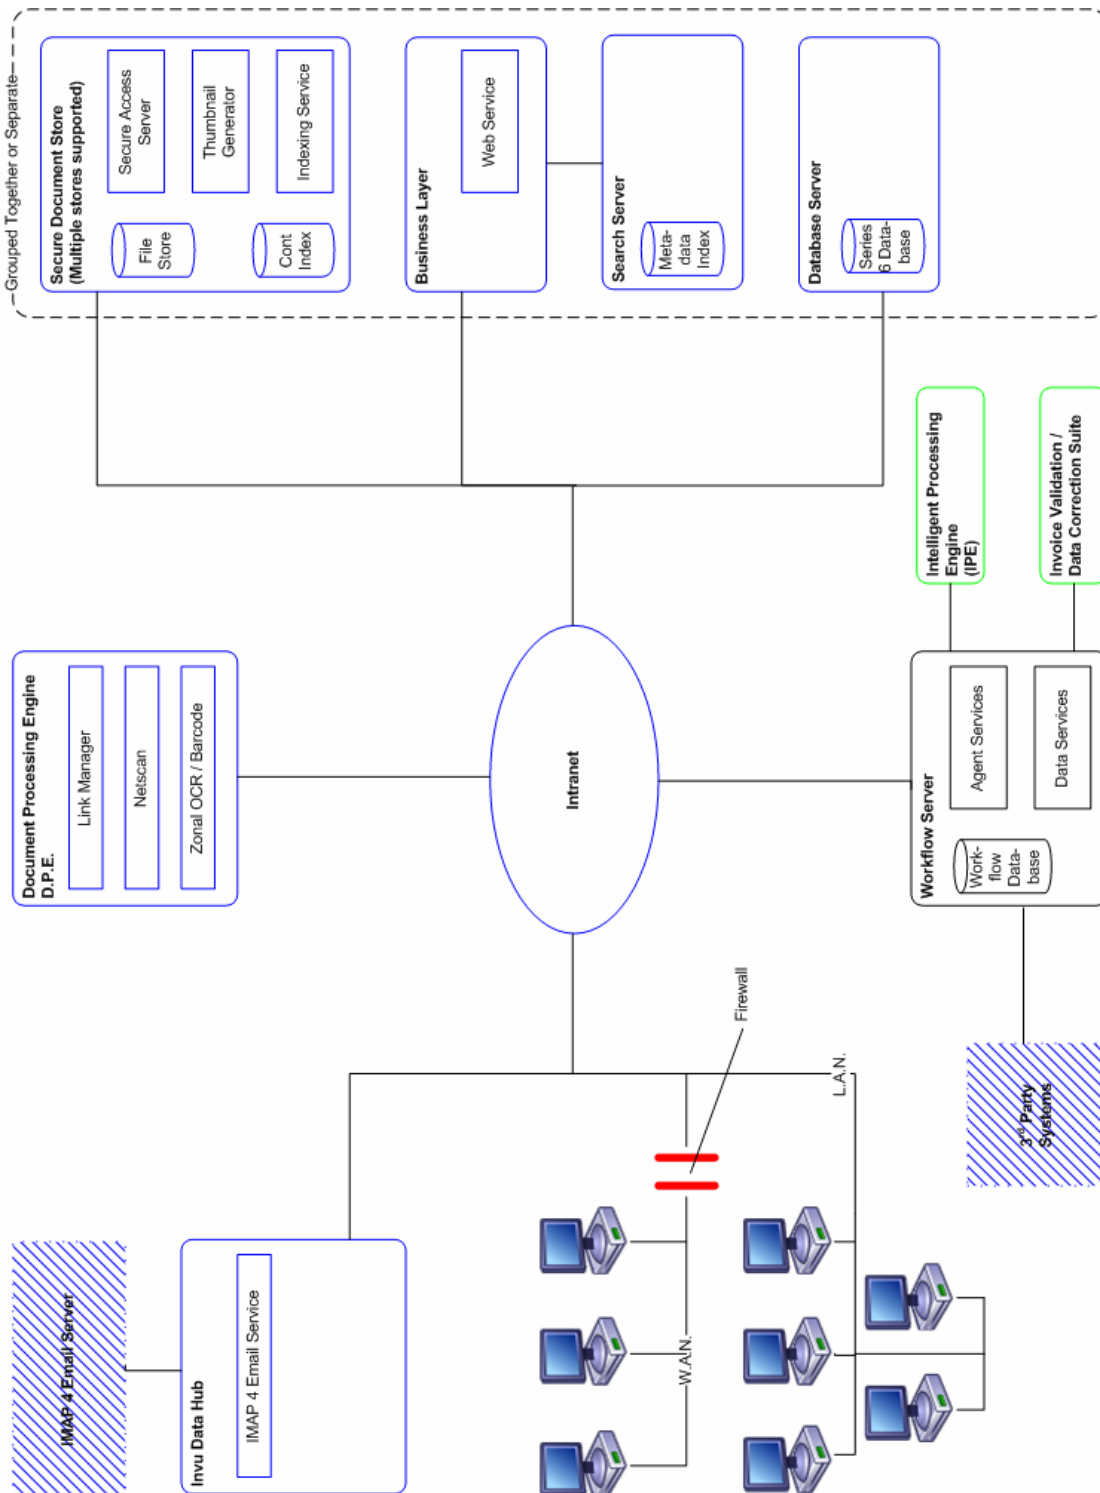 Grouped Together or Separate
Secure Document Store
(Multiple stores supported)
Secure Access
Server
Thumbnail
Generator
Indexing Service
File
Store
Cont
Index
Business Layer
Web Service
Search Server
Meta-
data
Index
Database Server
Series
6 Data-
base
Document Processing Engine
D.P.E.
Link Manager
Netscan
Zonal OCR / Barcode
Intranet
Intelligent Processing
Engine
(IPE)
Invoice Validation /
Data Correction Suite
Workflow Server
Agent Services
Data Services
Work-
flow
Data-
base
IMAP 4 Email Server
Invu Data Hub
IMAP 4 Email Service
Firewall
W.A.N.
L.A.N.
3rd Party
Systems